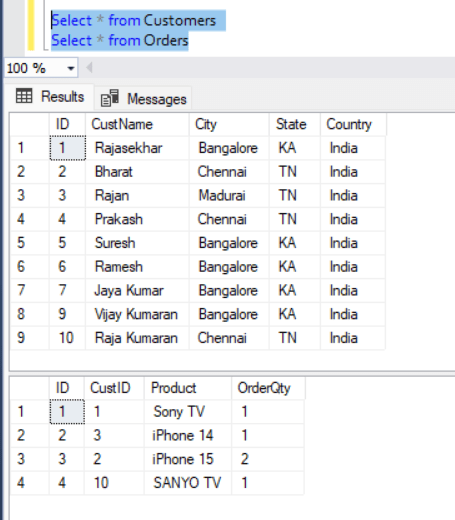 Select * from Customers
Select * from Orders
100 %
Results Messages
ID CustName City State Country
1 1 Rajasekhar Bangalore KA India
2 2 Bharat Chennai TN India
3 3 Rajan Madurai TN India
4 4 Prakash Chennai TN India
5 5 Suresh Bangalore KA India
6 6 Ramesh Bangalore KA India
7 7 Jaya Kumar Bangalore KA India
8 9 Vijay Kumaran Bangalore KA India
9 10 Raja Kumaran Chennai TN India
ID CustID Product OrderQty
1 1 1 Sony TV 1
2 2 3 iPhone 14 1
3 3 2 iPhone 15 2
4 4 10 SANYO TV 1